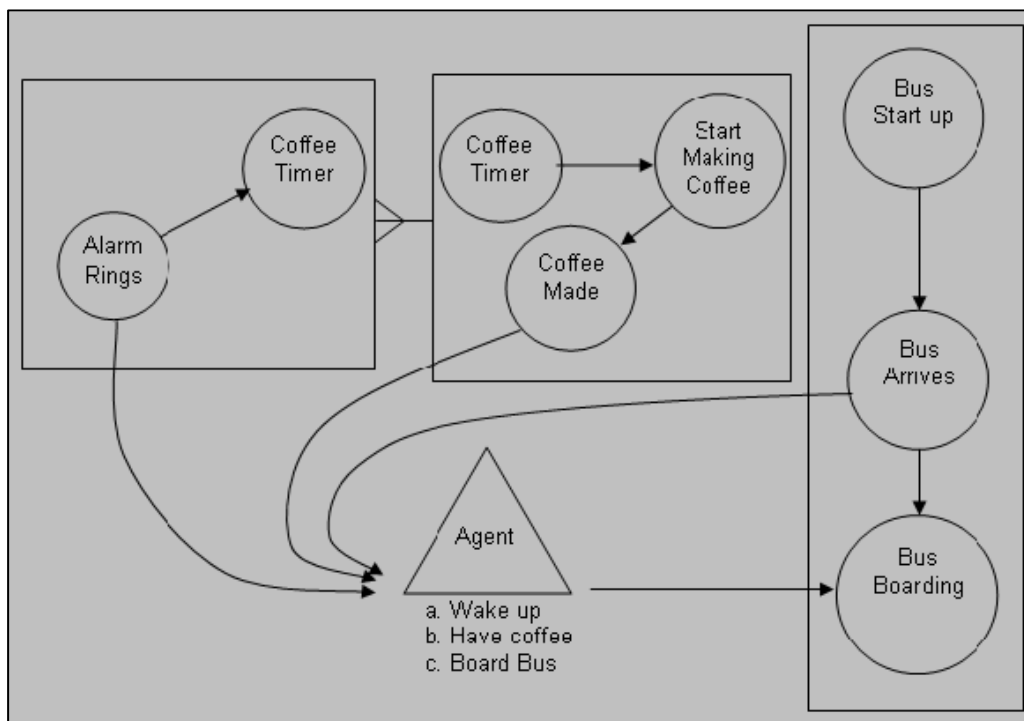 Coffee
Timer
Alarm
Rings
Coffee
Timer
Start
Making
Coffee
Coffee
Made
Bus
Start up
Bus
Arrives
Bus
Boarding
Agent
a. Wake up
b. Have coffee
c. Board Bus